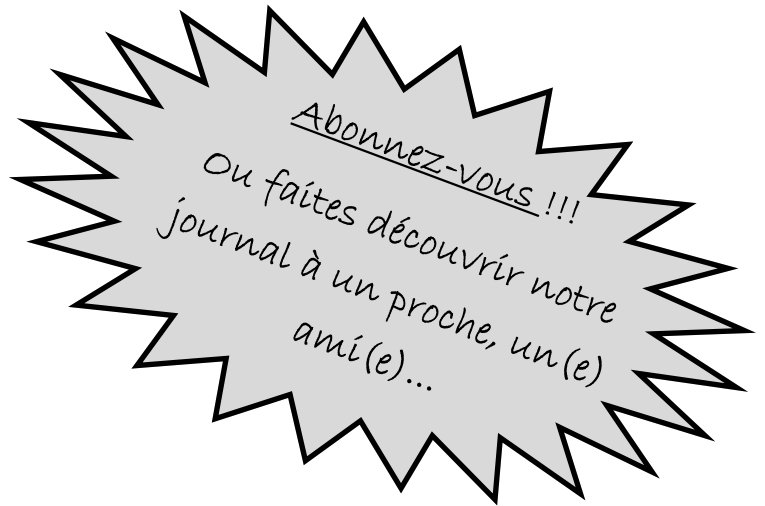 Abonnez-vous !!!
Ou faites découvrir notre
journal à un proche, un(e)
ami(e)...